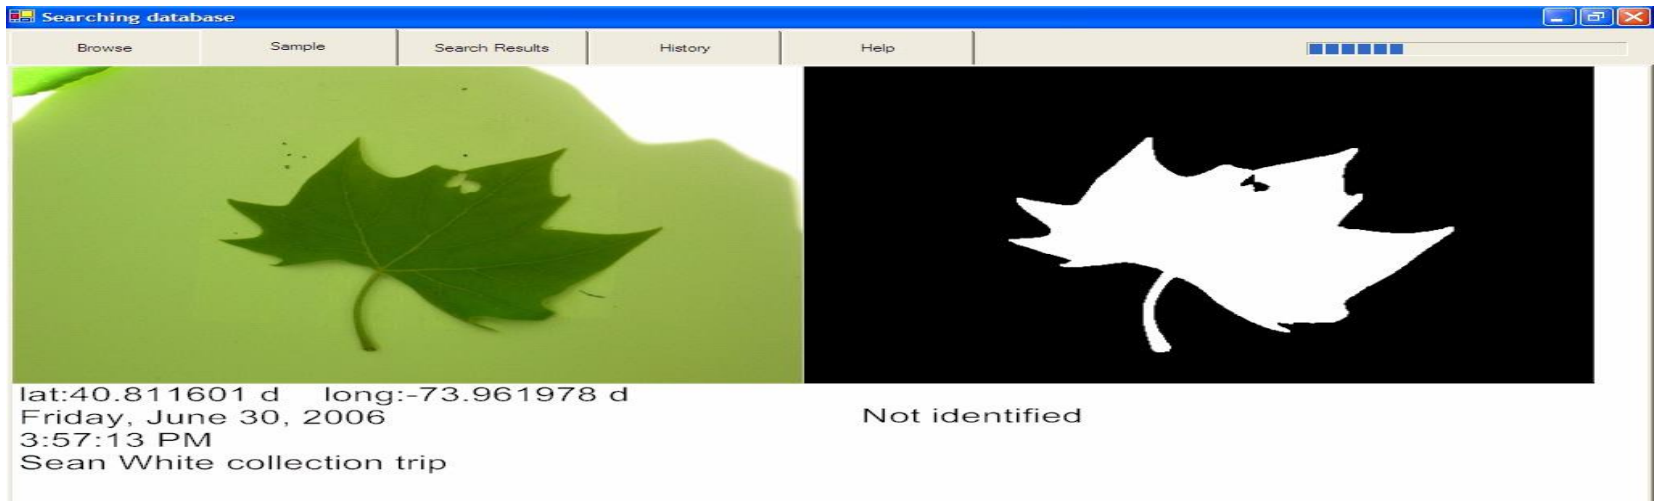 Searching database
Browse Sample Search Results History Help
lat:40.811601 d long:-73.961978 d
Friday, June 30, 2006
3:57:13 PM
Sean White collection trip
Not identified